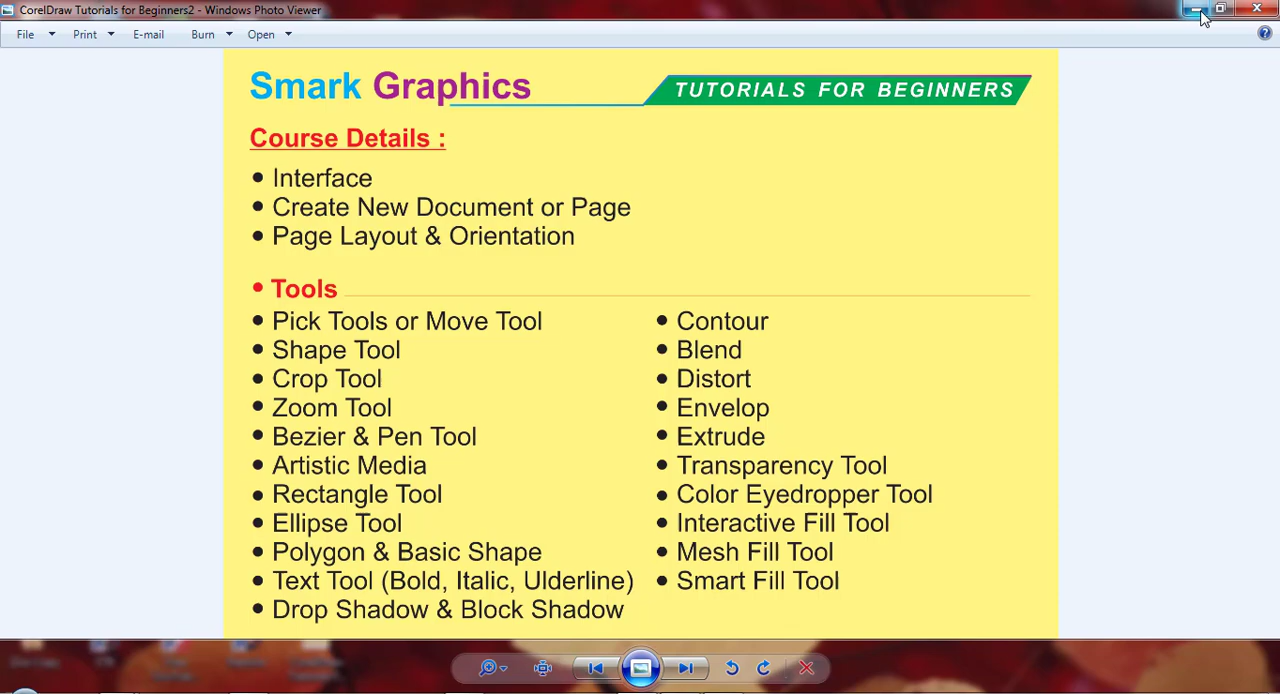 CorelDraw Tutorials for Beginners2 - Windows Photo Viewer
File Print E-mail Burn Open
Smark Graphics
TUTORIALS FOR BEGINNERS
Course Details :
• Interface
• Create New Document or Page
• Page Layout & Orientation
• Tools
• Pick Tools or Move Tool
• Shape Tool
• Crop Tool
• Zoom Tool
• Bezier & Pen Tool
• Artistic Media
• Rectangle Tool
• Ellipse Tool
• Polygon & Basic Shape
• Text Tool (Bold, Italic, Ulderline)
• Drop Shadow & Block Shadow
• Contour
• Blend
• Distort
• Envelop
• Extrude
• Transparency Tool
• Color Eyedropper Tool
• Interactive Fill Tool
• Mesh Fill Tool
• Smart Fill Tool